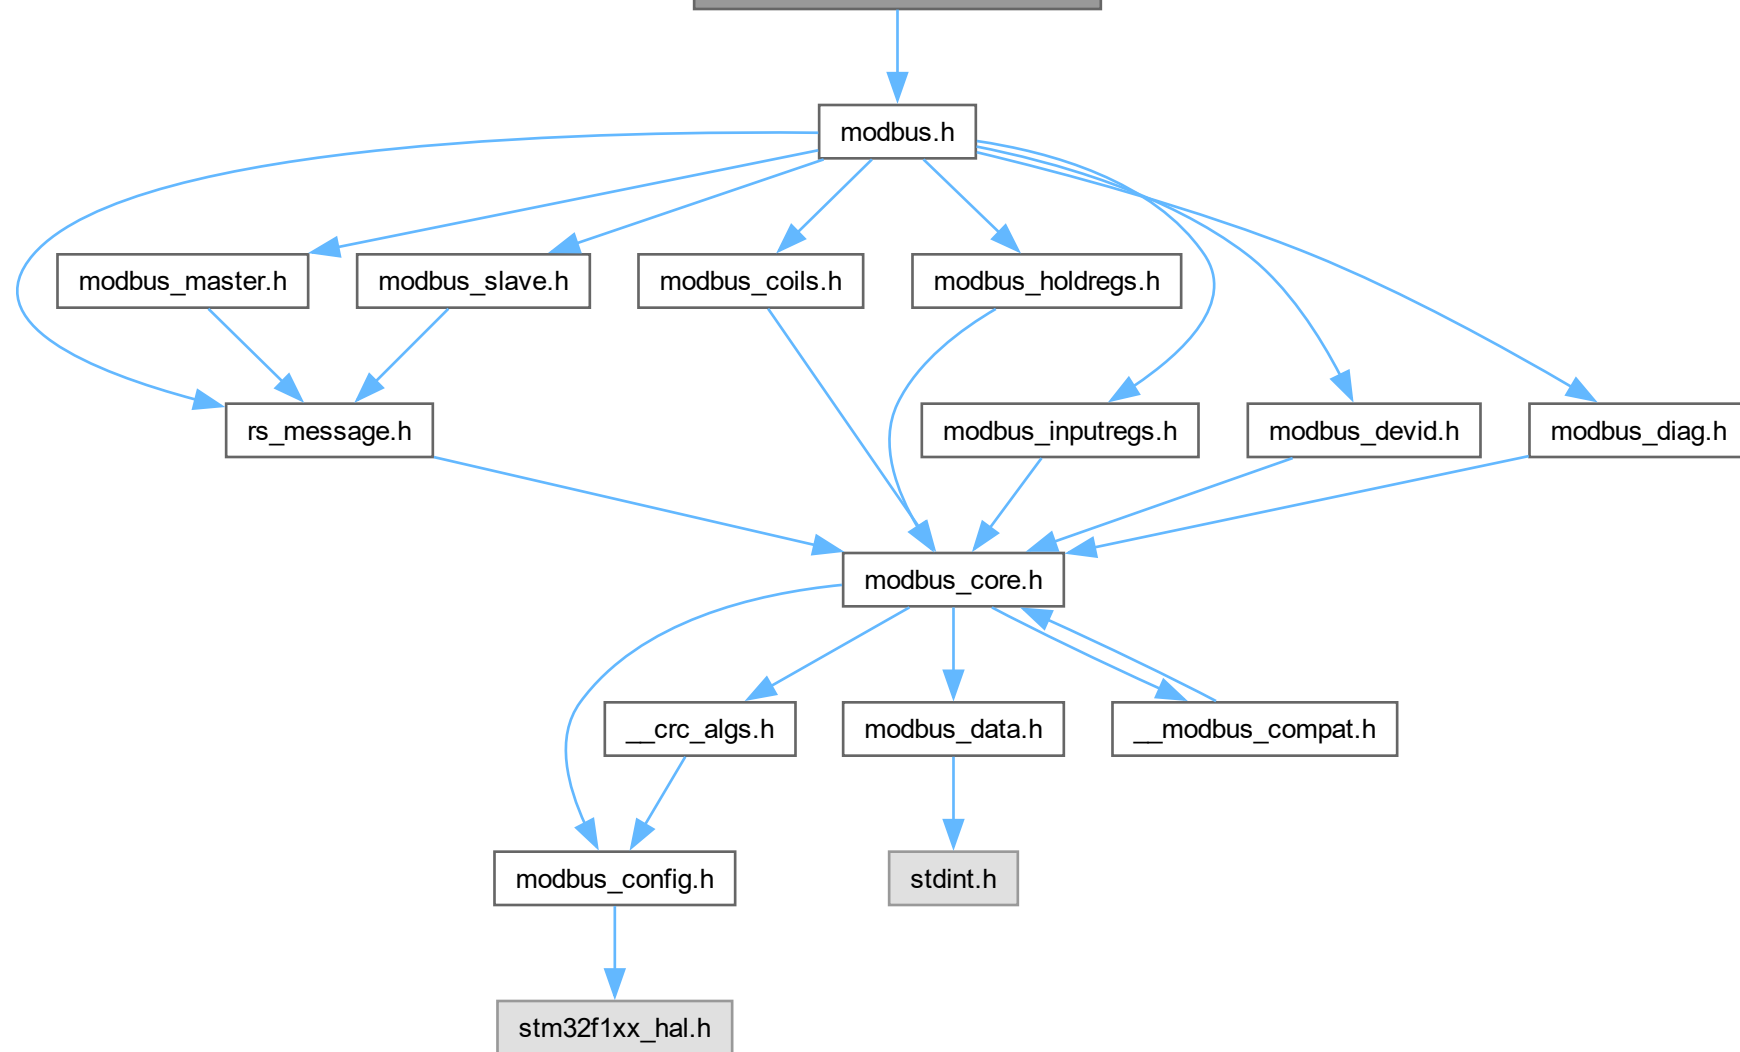 modbus.h
modbus_master.h
modbus_slave.h
modbus_coils.h
modbus_holdregs.h
rs_message.h
modbus_inputregs.h
modbus_devid.h
modbus_diag.h
modbus_core.h
__crc_algs.h
modbus_data.h
__modbus_compat.h
modbus_config.h
stdint.h
stm32f1xx_hal.h